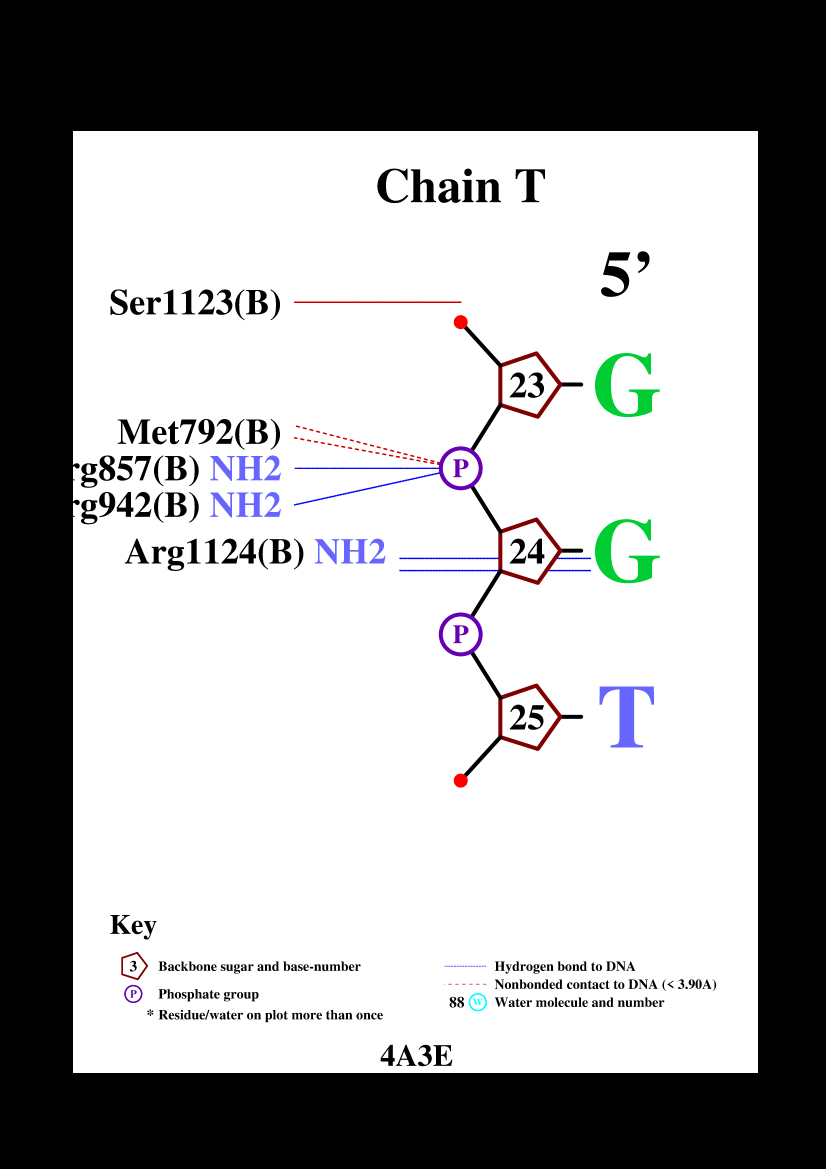 Chain T
5’
Ser1123(B)
23 G
Met792(B)
rg857(B) NH2 P
rg942(B) NH2
Arg1124(B) NH2 24 G
P
25 T
Key
3 Backbone sugar and base-number
P Phosphate group
* Residue/water on plot more than once
Hydrogen bond to DNA
Nonbonded contact to DNA (< 3.90A)
88 W Water molecule and number
4A3E